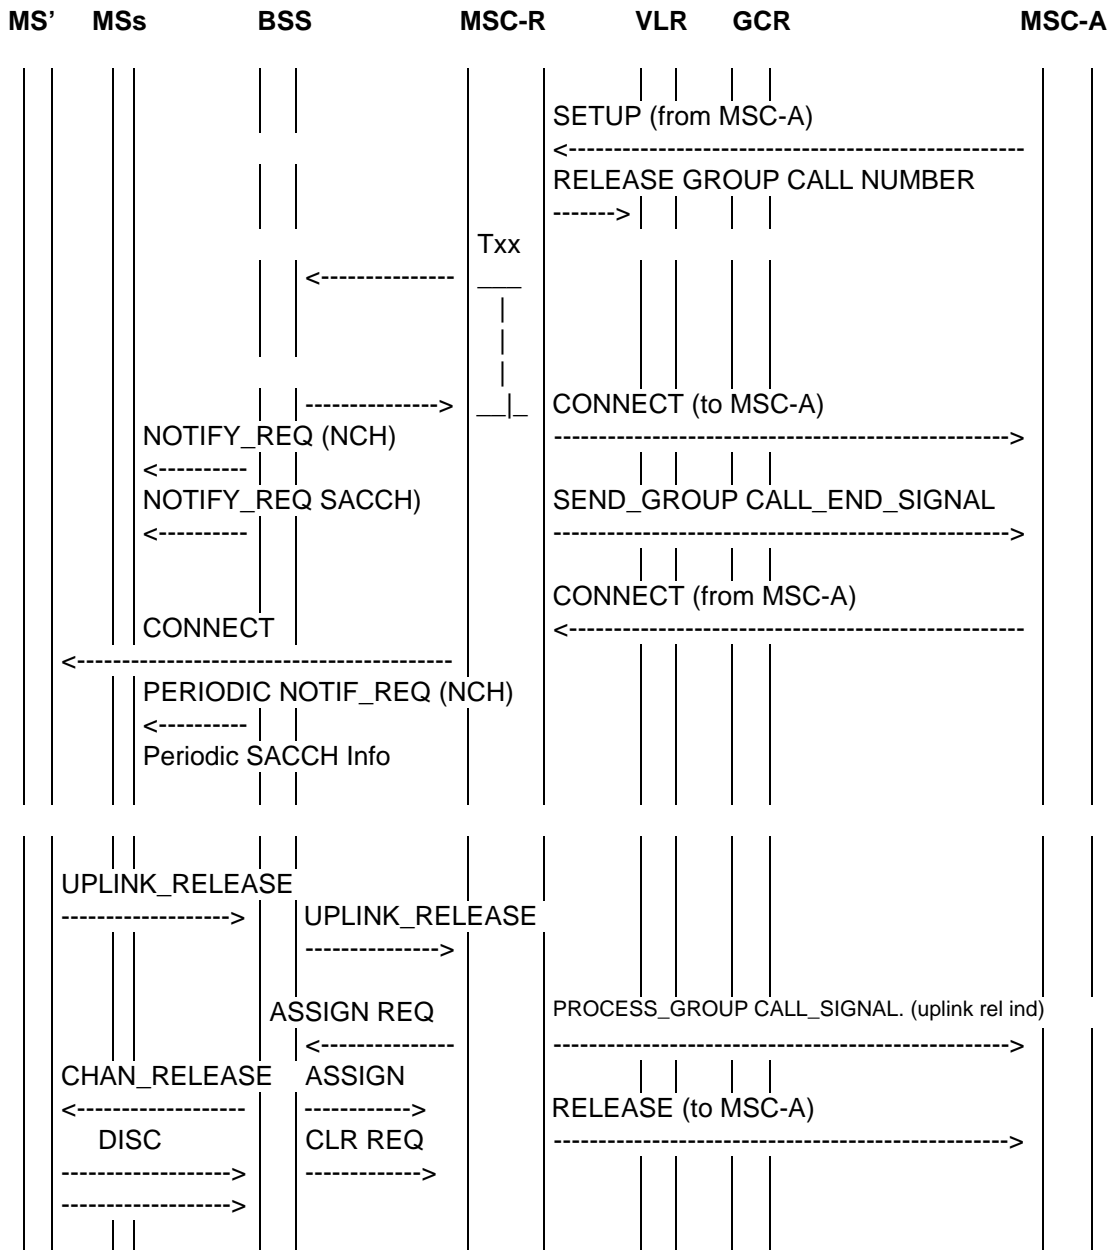 MS’ MSs BSS MSC-R VLR GCR MSC-A
SETUP (from MSC-A)
RELEASE GROUP CALL NUMBER
Txx
CONNECT (to MSC-A)
NOTIFY_REQ (NCH)
NOTIFY_REQ SACCH) SEND_GROUP CALL_END_SIGNAL
CONNECT (from MSC-A)
CONNECT
PERIODIC NOTIF_REQ (NCH)
Periodic SACCH Info
UPLINK_RELEASE
UPLINK_RELEASE
ASSIGN REQ PROCESS_GROUP CALL_SIGNAL. (uplink rel ind)
CHAN_RELEASE ASSIGN
RELEASE (to MSC-A)
DISC CLR REQ